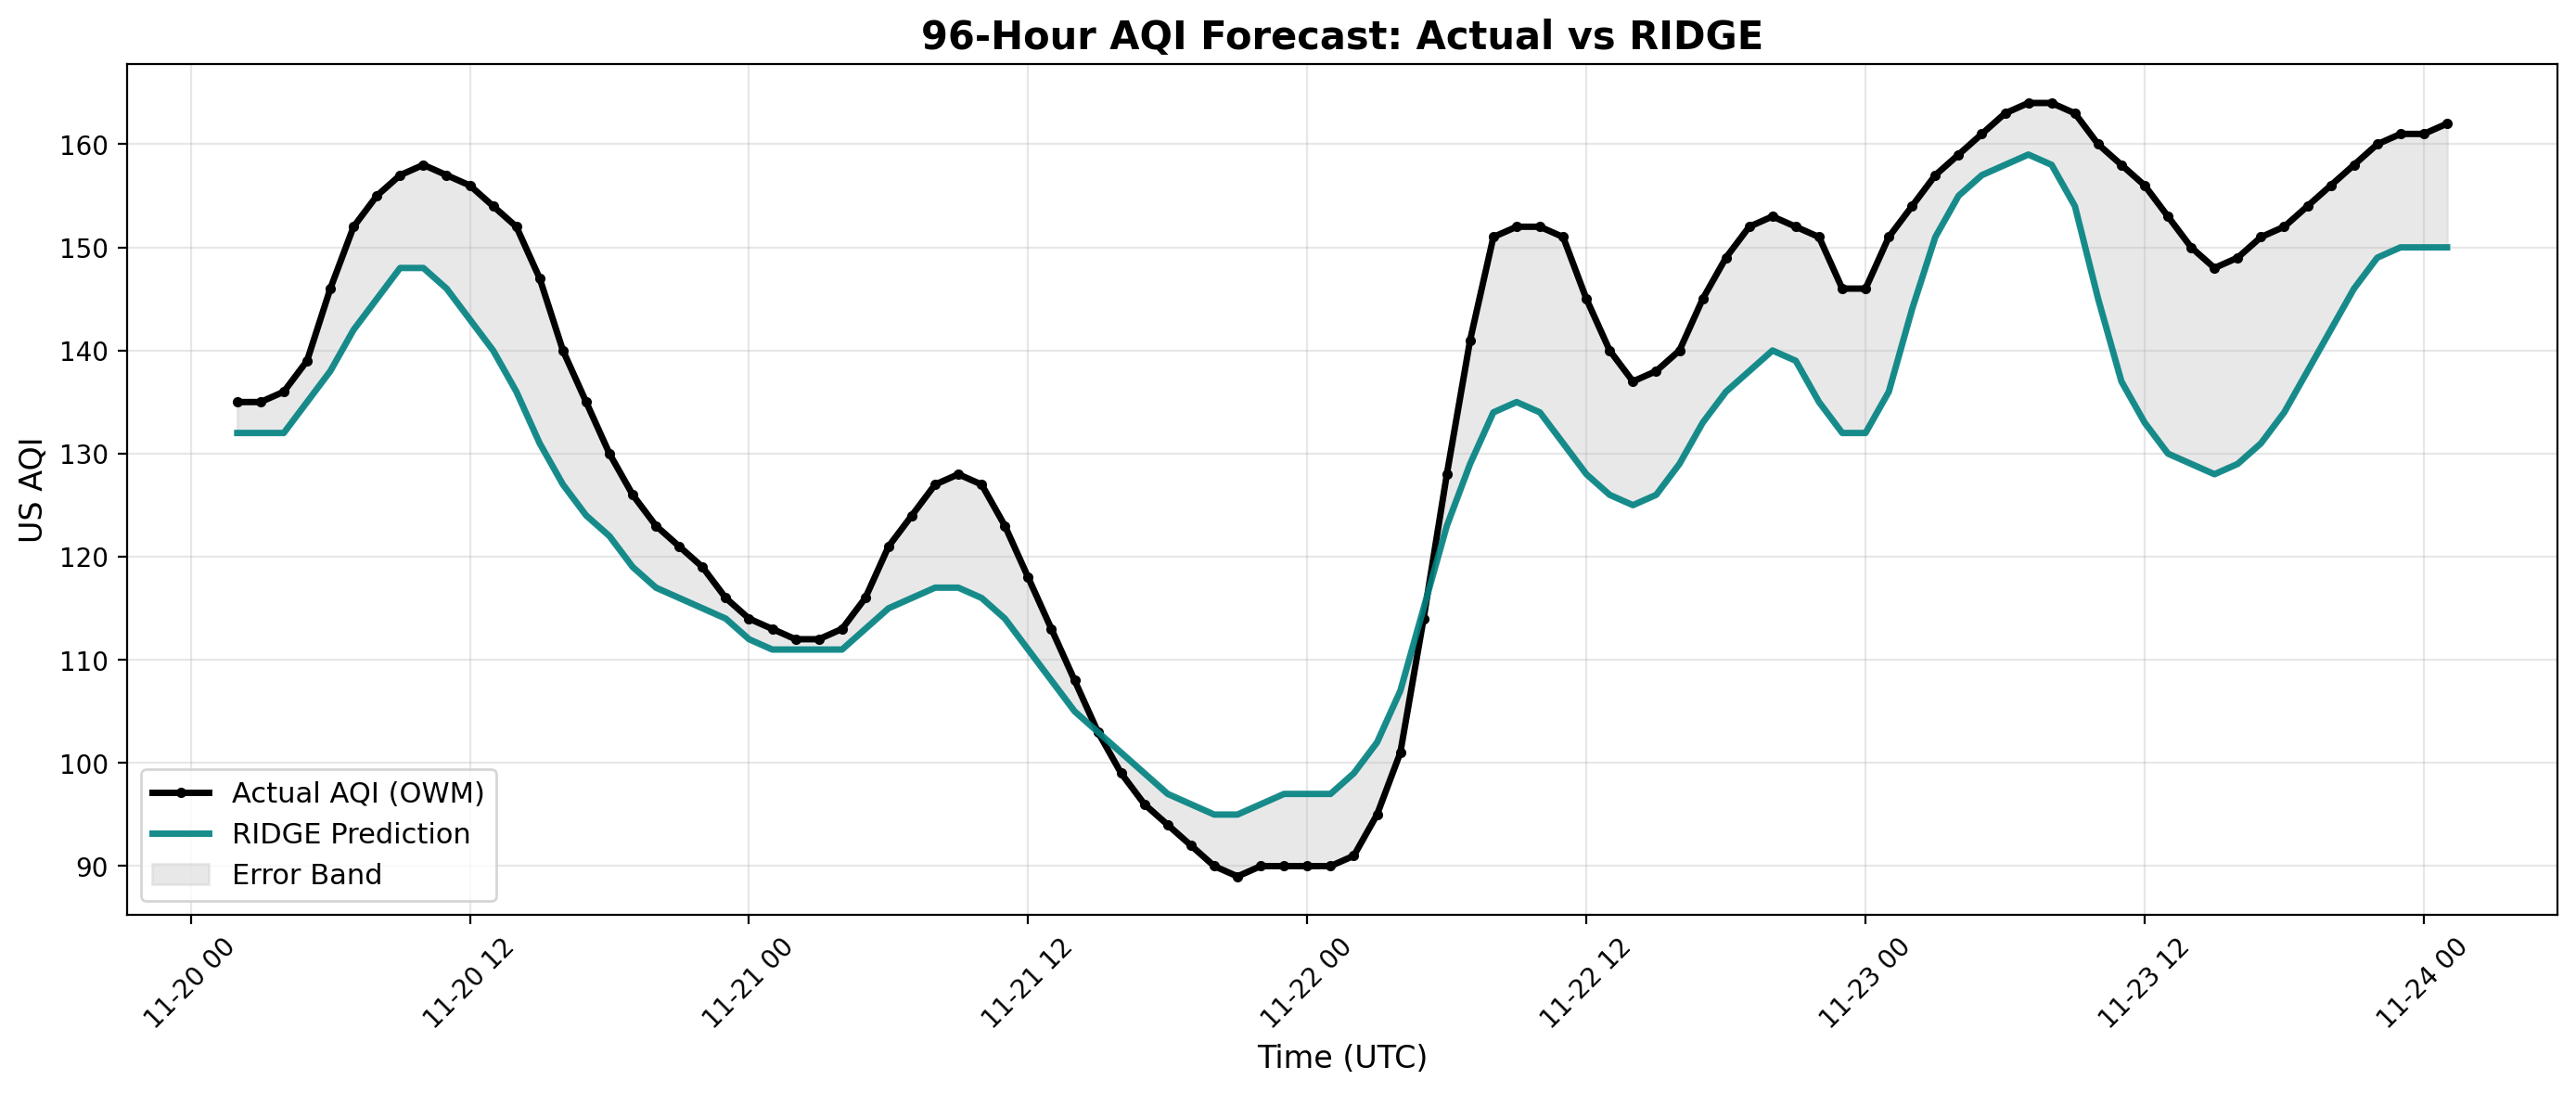 96-Hour AQI Forecast: Actual vs RIDGE
US AQI
160
150
140
130
120
110
100
90
Actual AQI (OWM)
RIDGE Prediction
Error Band
11-20 00
11-20 12
11-21 00
11-21 12
11-22 00
11-22 12
11-23 00
11-23 12
11-24 00
Time (UTC)